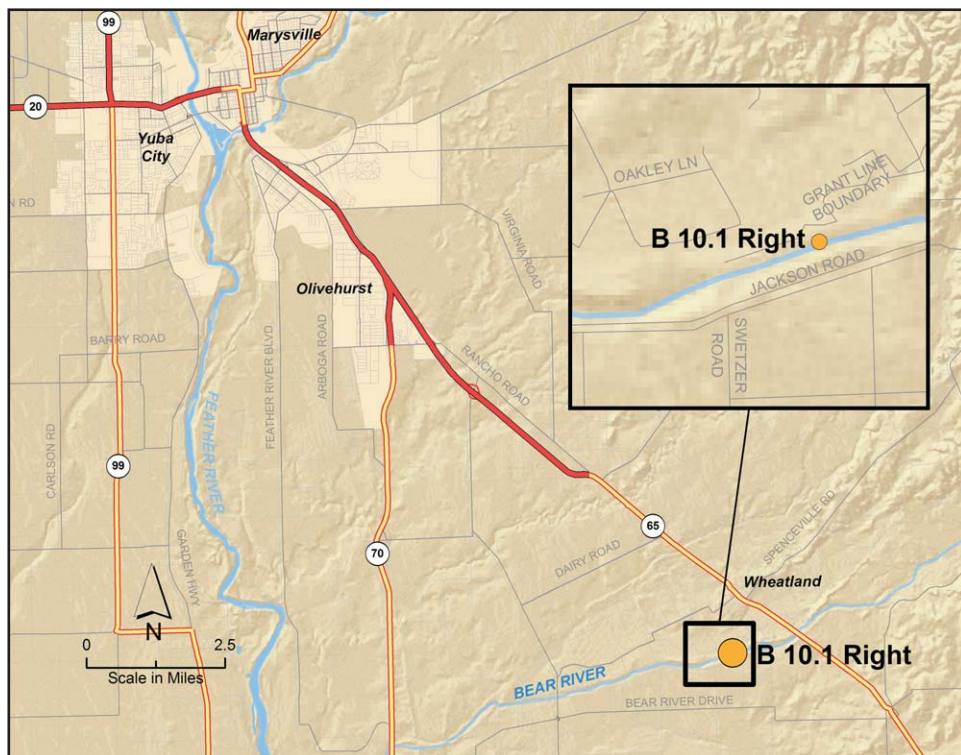 99
Marysville
20
Yuba
City
N RD
OAKLEY LN
GRANT LINE
BOUNDARY
B 10.1 Right
JACKSON ROAD
SWETZER
ROAD
VIRGINIA ROAD
Olivehurst
BARRY ROAD
ARBOGA ROAD
FEATHER RIVER BLVD
RANCHO ROAD
FEATHER RIVER
CARLSON RD
99
GARDEN HWY
70
65
SPENCEVILLE RD
DAIRY ROAD
Wheatland
N
0
2.5
Scale in Miles
B 10.1 Right
BEAR RIVER
BEAR RIVER DRIVE